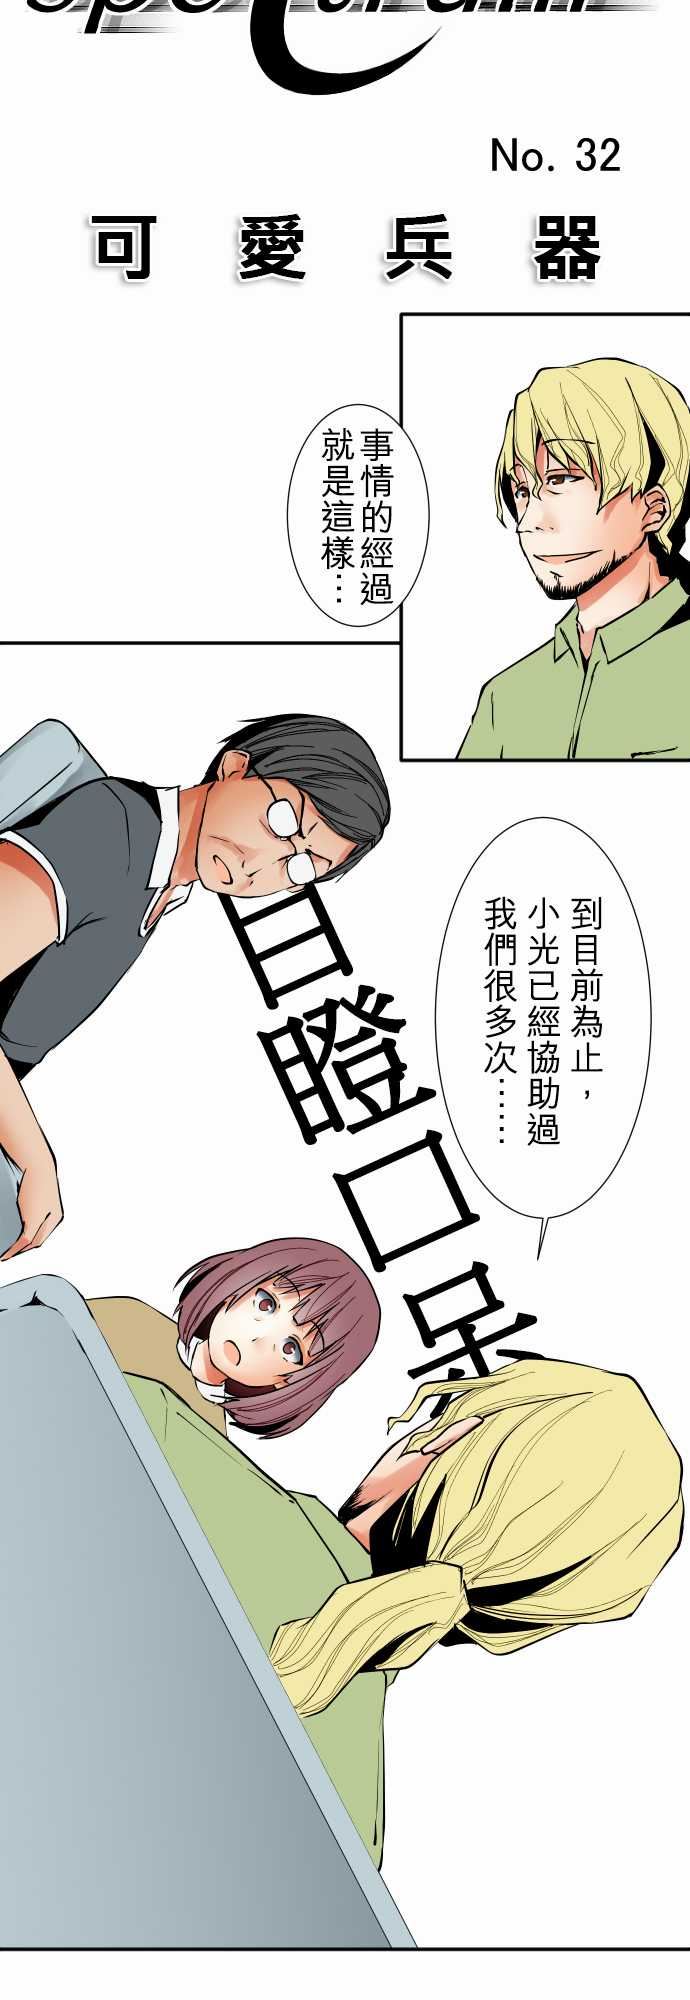 spectrum
No. 32
可愛兵器
事情的經過
就是這樣…
到目前為止，
小光已經協助過
我們很多次……
目瞪口呆